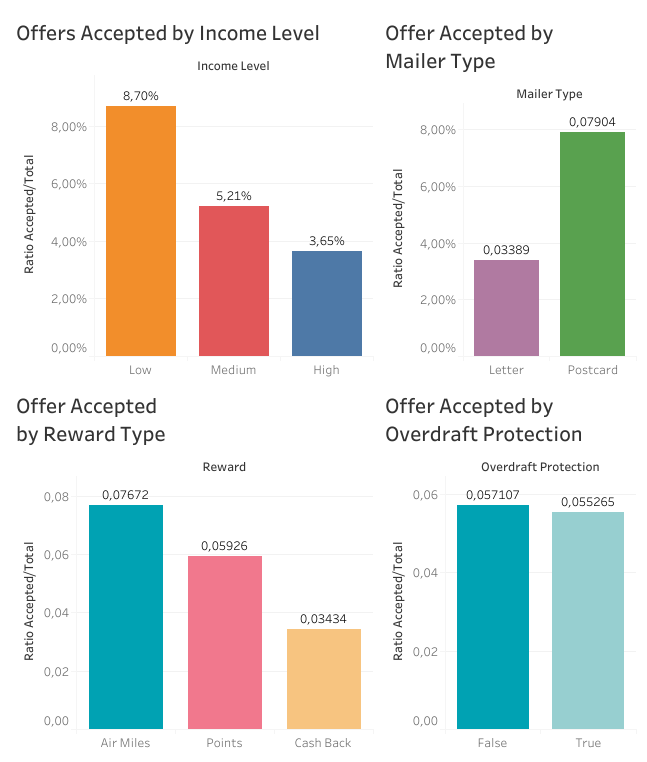 Offers Accepted by Income Level
Income Level
Ratio Accepted/Total
8,00%
6,00%
4,00%
2,00%
0,00%
8,70%
5,21%
3,65%
Low
Medium
High
Offer Accepted by
Mailer Type
Mailer Type
Ratio Accepted/Total
8,00%
6,00%
4,00%
2,00%
0,00%
0,03389
0,07904
Letter
Postcard
Offer Accepted
by Reward Type
Reward
Ratio Accepted/Total
0,08
0,06
0,04
0,02
0,00
0,07672
0,05926
0,03434
Air Miles
Points
Cash Back
Offer Accepted by
Overdraft Protection
Overdraft Protection
Ratio Accepted/Total
0,06
0,04
0,02
0,00
0,057107
0,055265
False
True